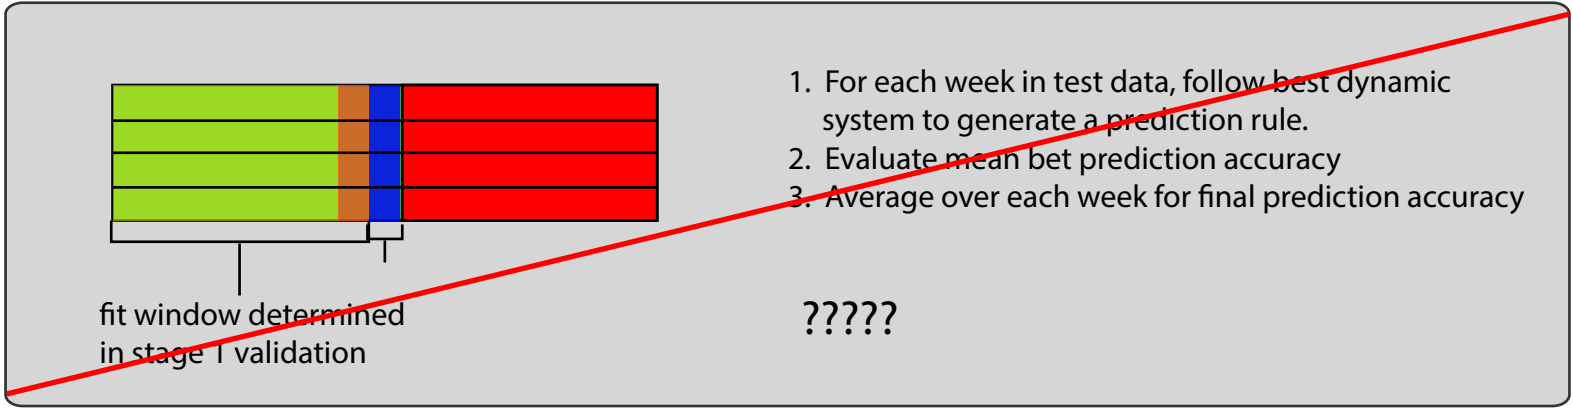 1. For each week in test data, follow best dynamic
system to generate a prediction rule.
2. Evaluate mean bet prediction accuracy
3. Average over each week for final prediction accuracy
fit window determined
in stage 1 validation
?????